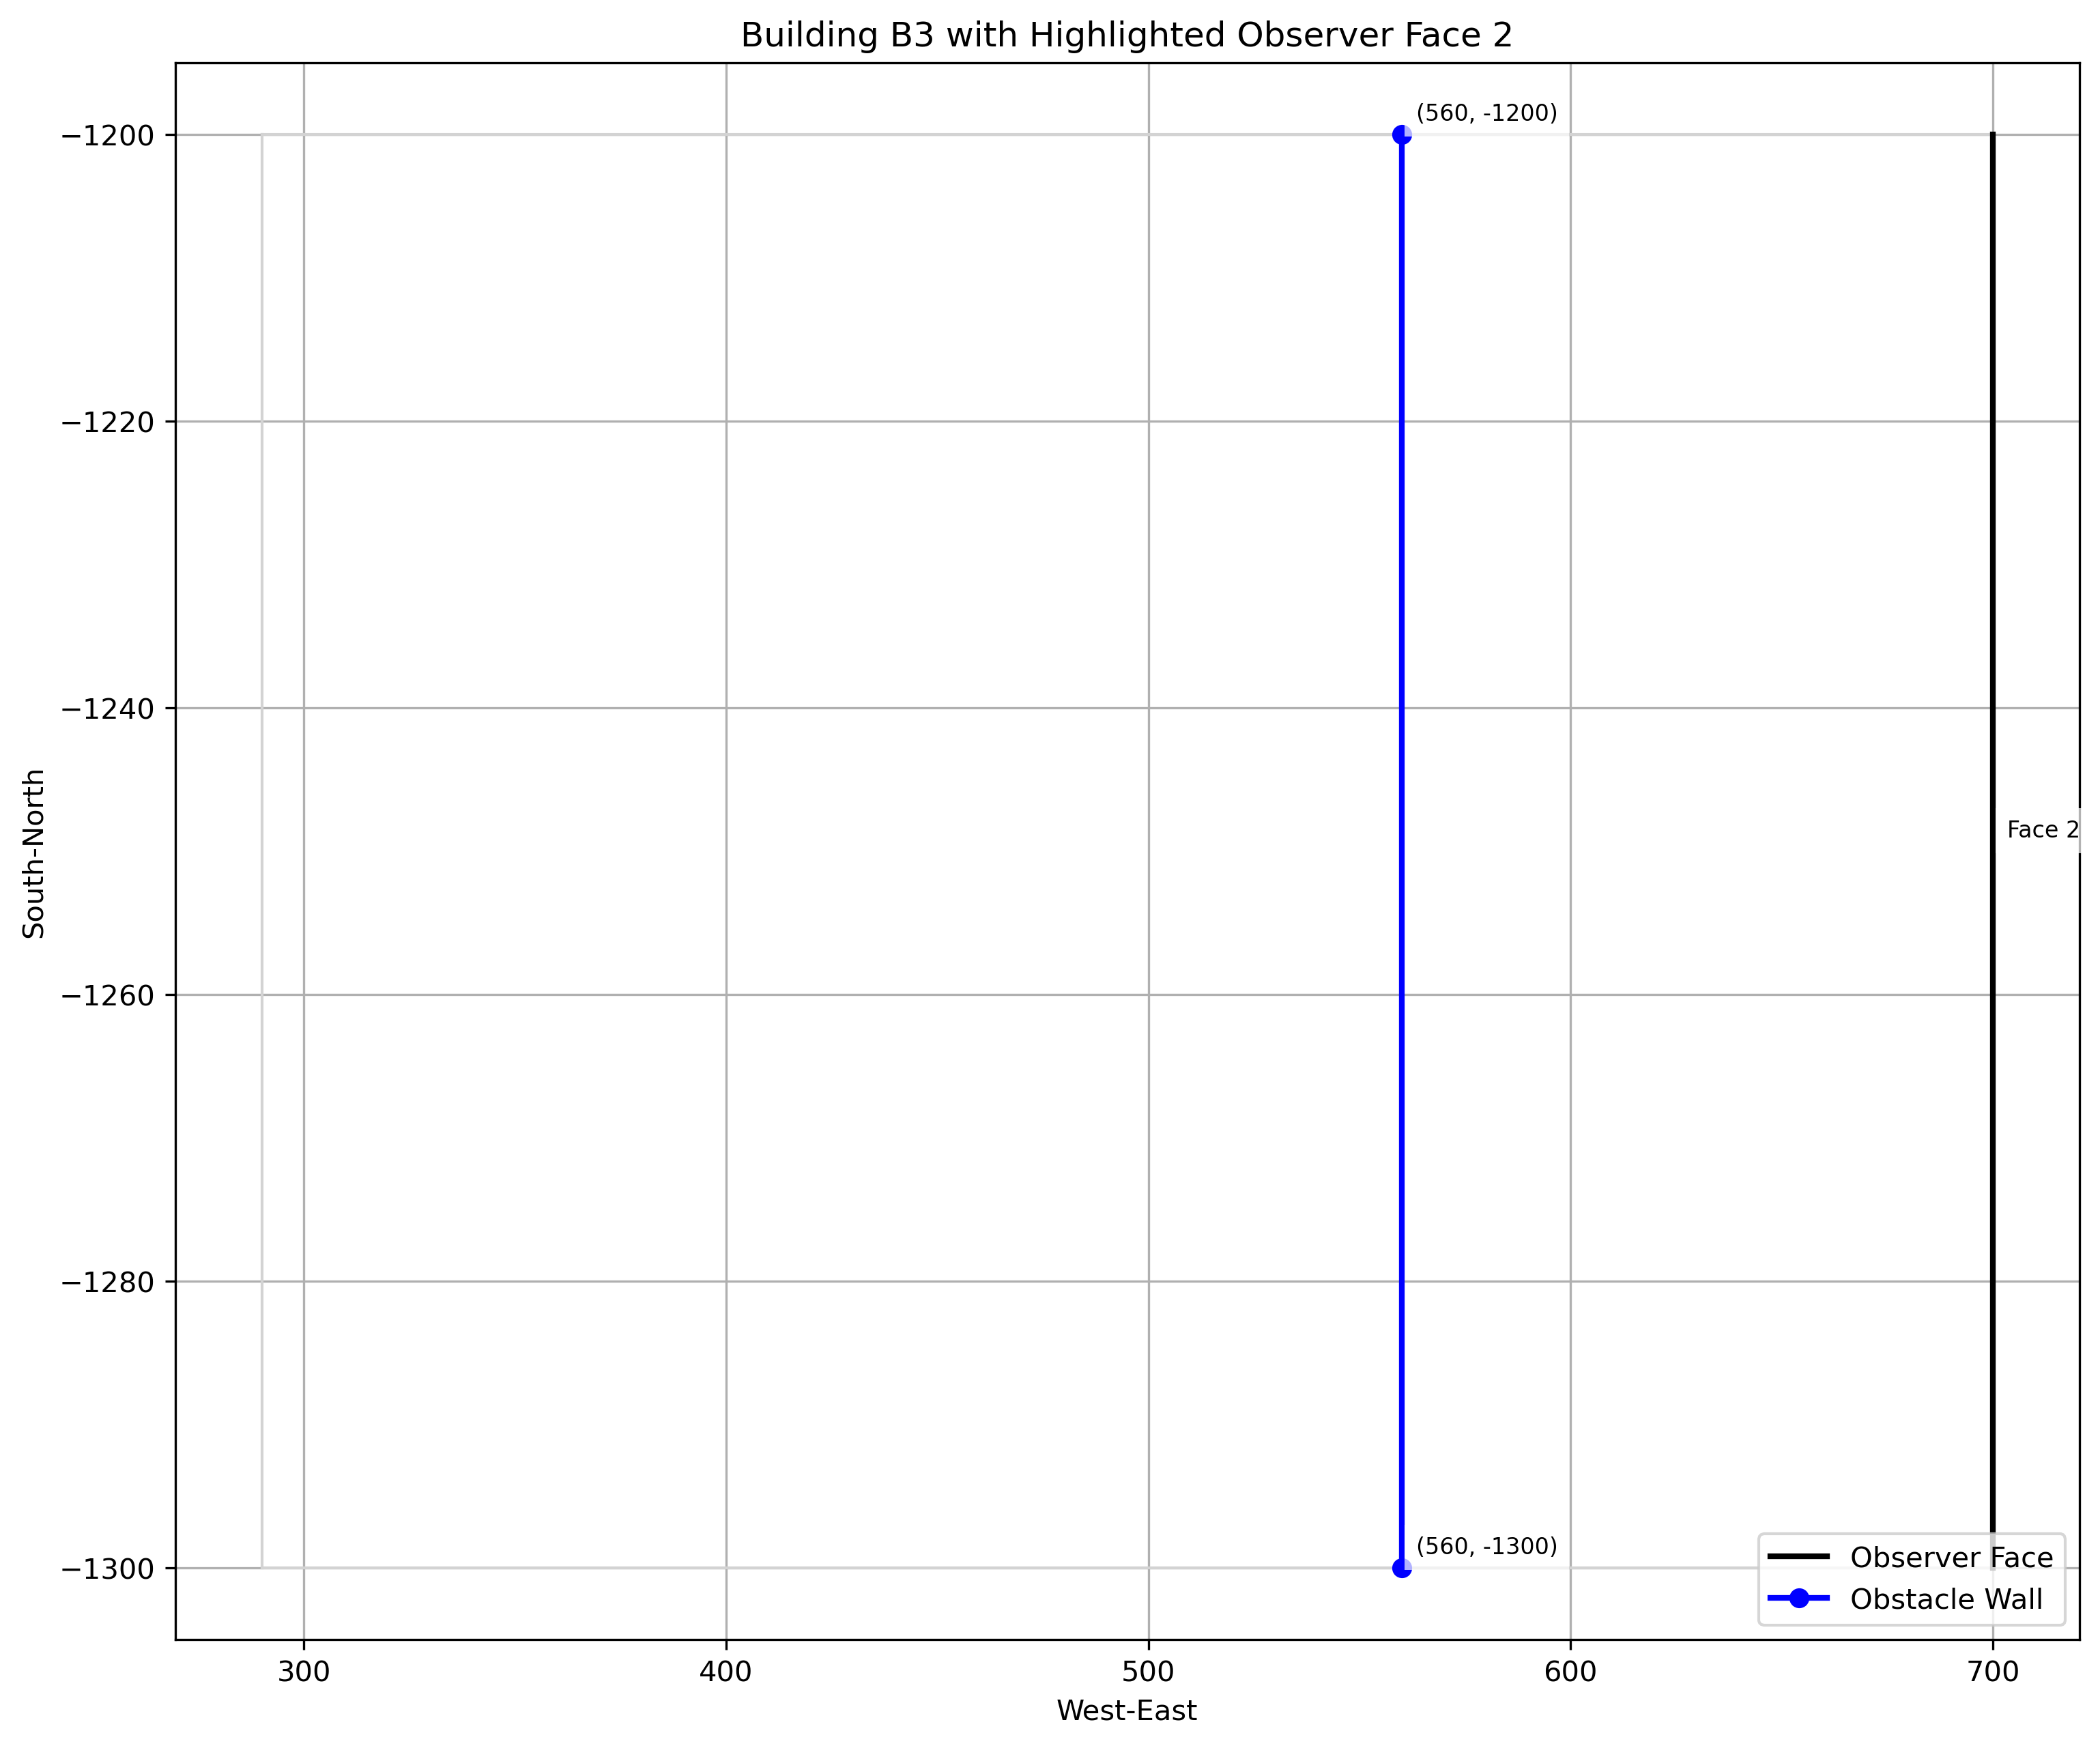 Building B3 with Highlighted Observer Face 2
(560, -1200)
−1200
−1220
−1240
Face 2
South-North
−1260
−1280
(560, -1300)
−1300
Observer Face
Obstacle Wall
300
400
500
600
700
West-East